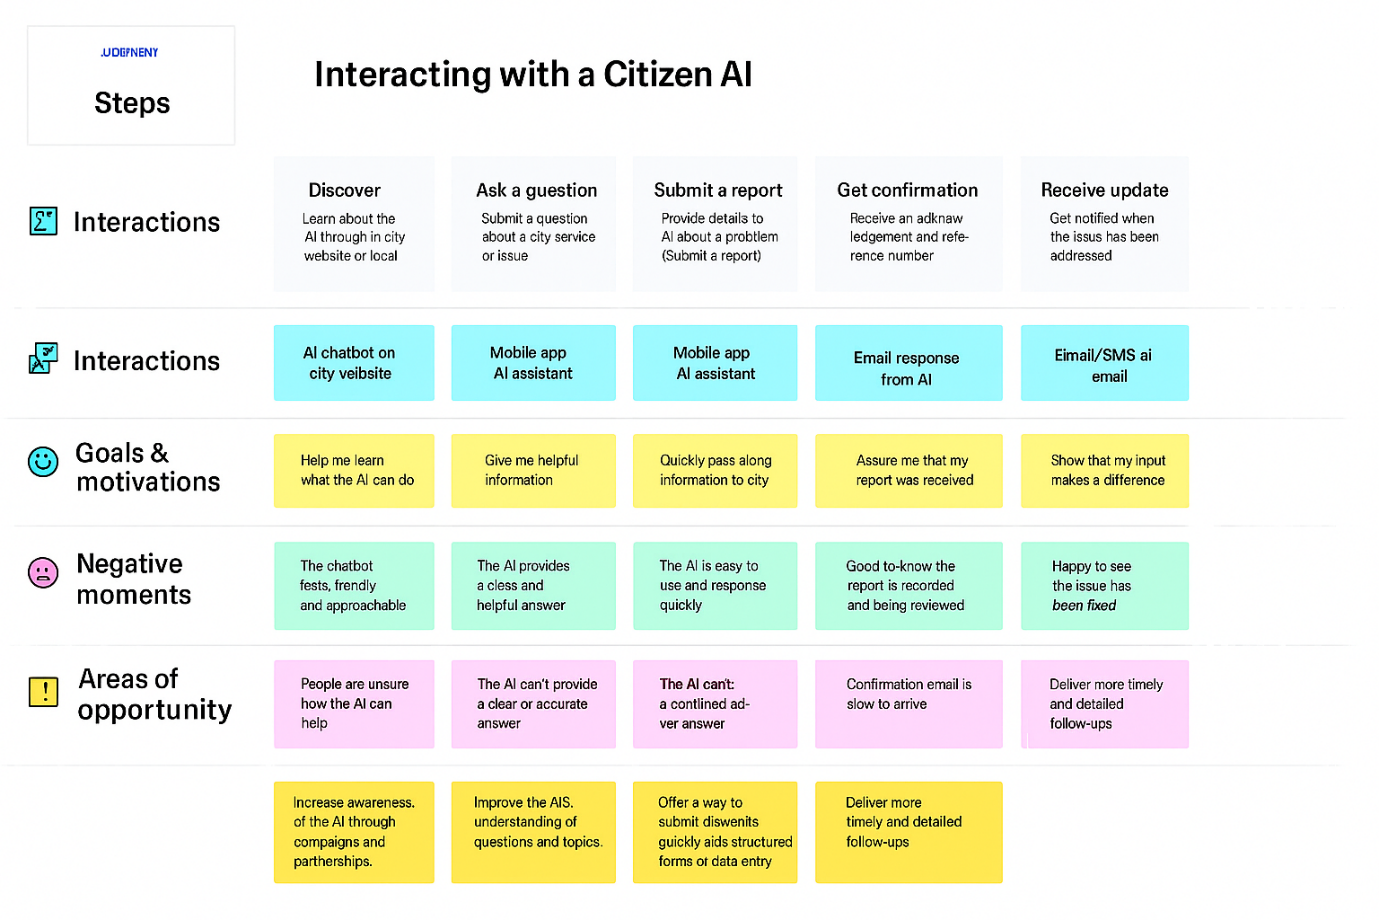 Interacting with a Citizen AI
Steps
Interactions
Discover
Learn about the
AI through in city
website or local
Ask a guestion
Submit a question
about a city service
or issue
Submit a report
Provide details to
AI about a probtlem
(Submit a report)
Get confirmation
Receive an adknaw
ledgement and refe-
rence number
Receive update
Get notified when
the issus has been
addressed
Interactions
AI chatbot on
city veibsite
Mobile app
AI assistant
Mobile app
AI assistant
Email response
from AI
Eimail/SMS ai
email
Goals &
motivations
Help me learn
what the AI can do
Give me helpful
information
Quickly pass along
information to city
Assure me that my
report was received
Show that my input
makes a difference
Negative
moments
The chatbot
fests, frendly
and approachable
The AI provides
a cless and
helpful answer
The AI is easy to
use and response
quickly
Good to-know the
report is recorded
and being reviewed
Happy to see
the issue has
been fixed
Areas of
opportunity
People are unsure
how the AI can
help
The AI can't provide
a clear or accurate
answer
The AI can't:
a contlined ad-
ver answer
Confirmation email is
slow to arrive
Deliver more timely
and detailed
follow-ups
Increase awareness.
of the AI through
compaigns and
partherships.
Improve the AIS.
understanding of
questions and topics.
Offer a way to
submit diswenits
guickly aids structured
forms or data entry
Deliver more
timely and detailed
follow-ups